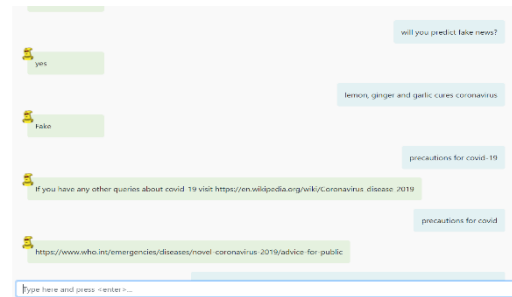 will you predict fake news?
yes
lemon, ginger and garlic cures coronavirus
Fake
precautions for covid-19
If you have any other queries about covid 19 visit https://en.wikipedia.org/wiki/Coronavirus_disease_2019
precautions for covid
https://www.who.int/emergencies/diseases/novel-coronavirus-2019/advice-for-public
Type here and press <enter>...